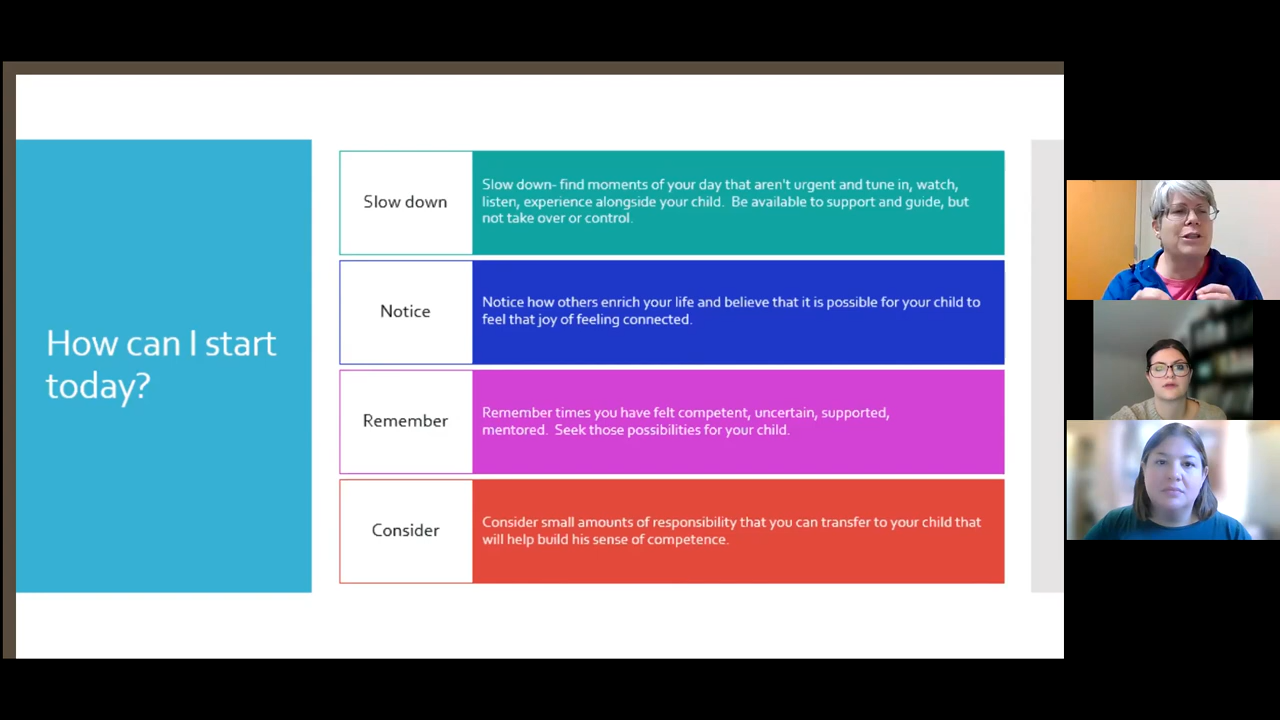 How can I start
today?
Slow down
Slow down- find moments of your day that aren't urgent and tune in, watch,
listen, experience alongside your child.  Be available to support and guide, but
not take over or control.
Notice
Notice how others enrich your life and believe that it is possible for your child to
feel that joy of feeling connected.
Remember
Remember times you have felt competent, uncertain, supported,
mentored.  Seek those possibilities for your child.
Consider
Consider small amounts of responsibility that you can transfer to your child that
will help build his sense of competence.